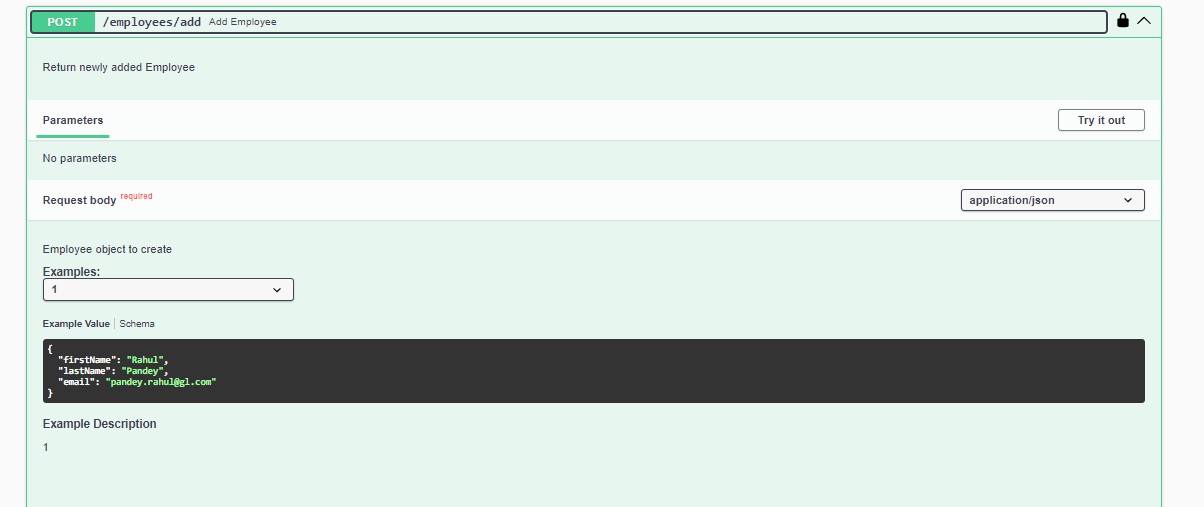 POST /employees/add Add Employee
Return newly added Employee
Parameters
Try it out
No parameters
Request body required
application/json
Employee object to create
Examples:
1
Example Value | Schema
{
  "firstName": "Rahul",
  "lastName": "Pandey",
  "email": "pandey.rahul@gl.com"
}
Example Description
1